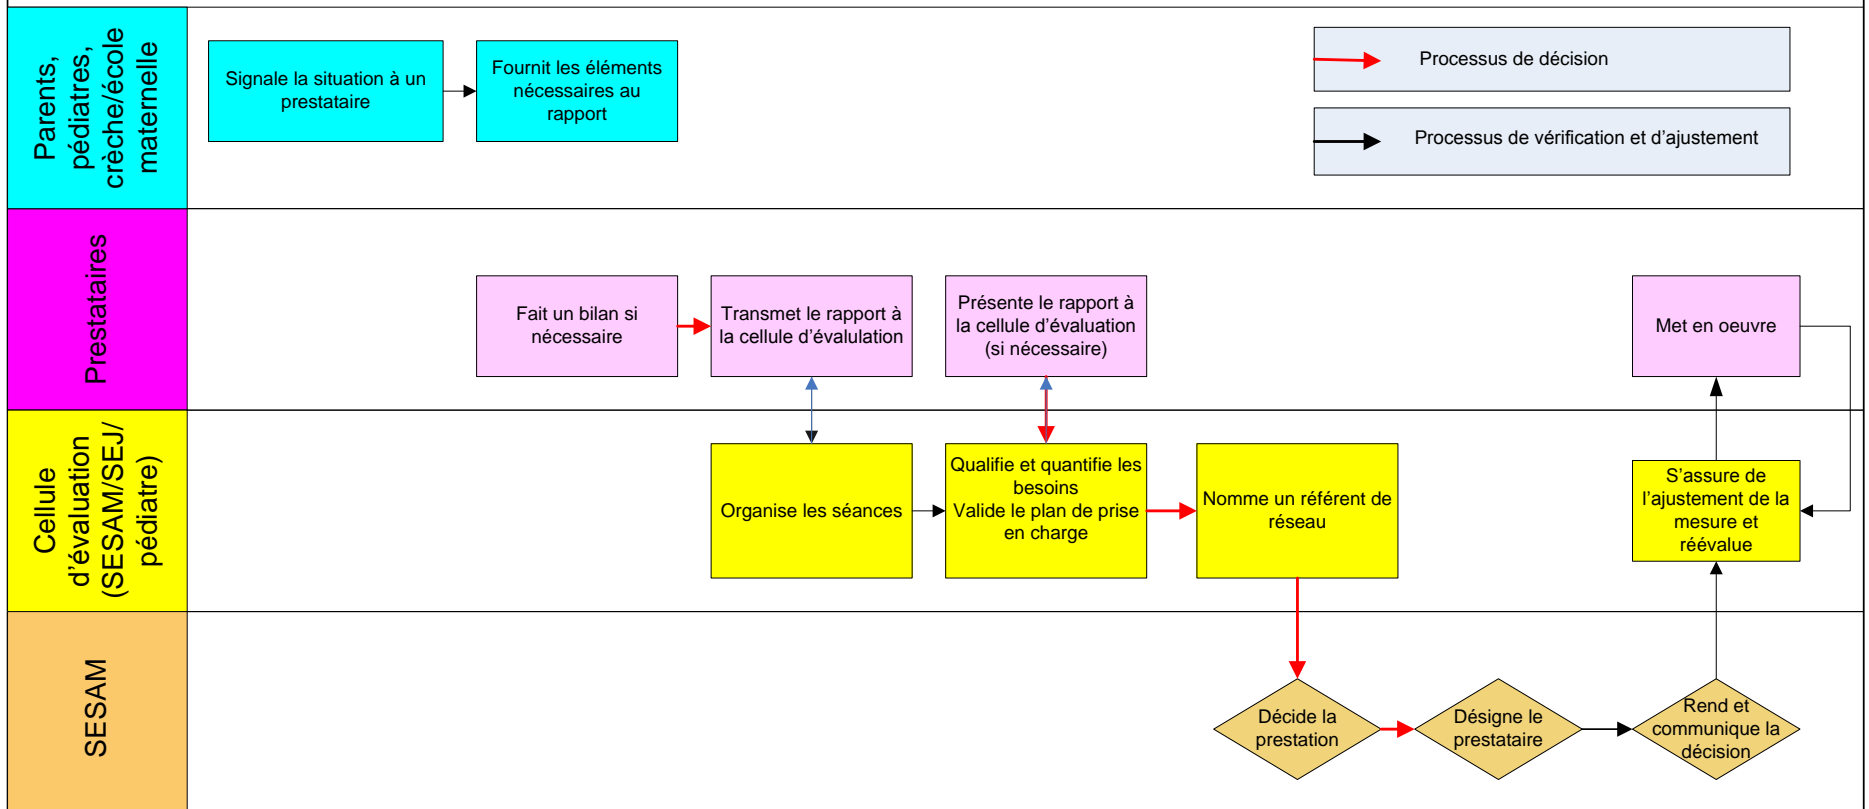 Parents,
pédiatres,
crèche/école
maternelle
Signale la situation à un
prestataire
Fournit les éléments
nécessaires au
rapport
Processus de décision
Processus de vérification et d'ajustement
Prestataires
Fait un bilan si
nécessaire
Transmet le rapport à
la cellule d'évalulation
Présente le rapport à
la cellule d'évaluation
(si nécessaire)
Met en oeuvre
Cellule
d'évaluation
(SESAM/SEJ/
pédiatre)
Organise les séances
Qualifie et quantifie les
besoins
Valide le plan de prise
en charge
Nomme un référent de
réseau
S'assure de
l'ajustement de la
mesure et
réévalue
SESAM
Décide la
prestation
Désigne le
prestataire
Rend et
communique la
décision